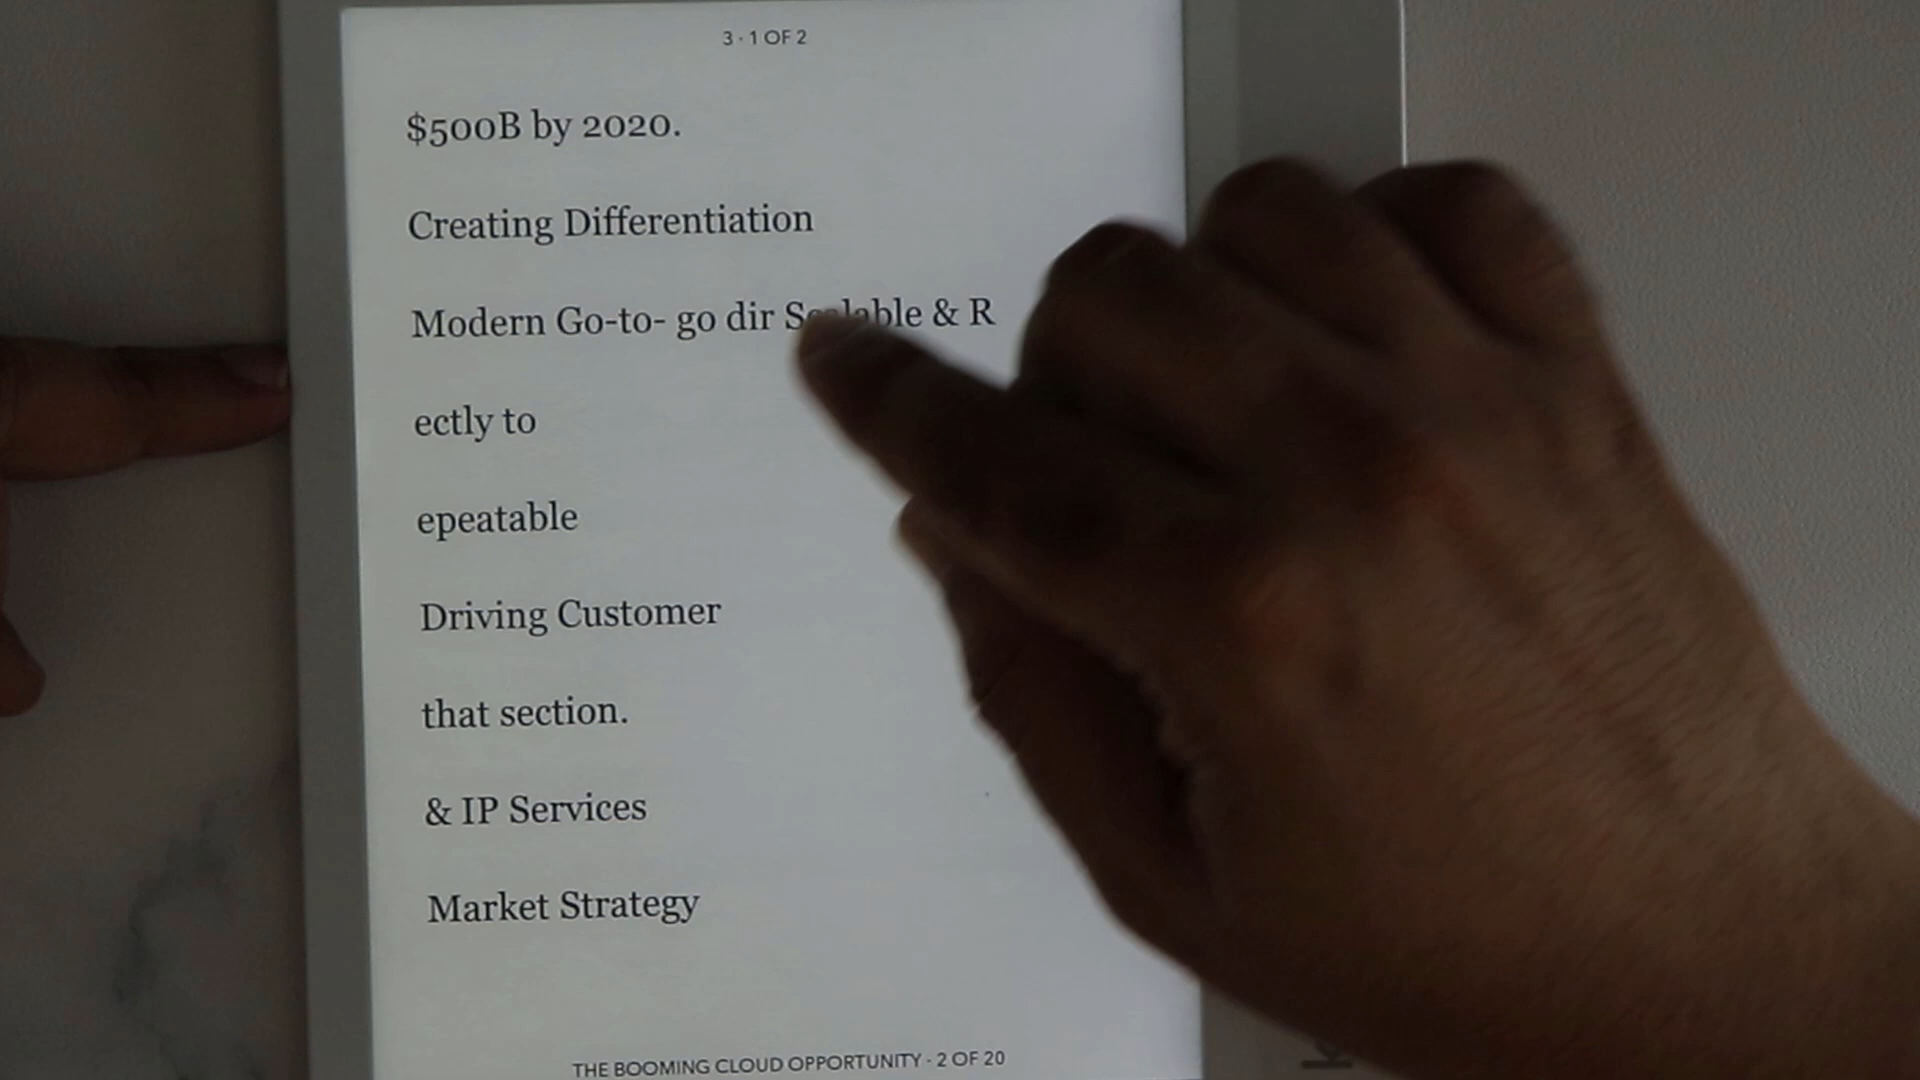 3 · 1 OF 2
$500B by 2020.
Creating Differentiation
Modern Go-to- go dir Scalable & R
ectly to
epeatable
Driving Customer
that section.
& IP Services
Market Strategy
THE BOOMING CLOUD OPPORTUNITY · 2 OF 20